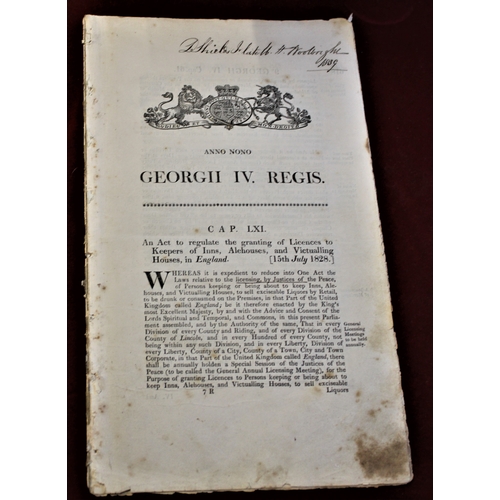 1839
ANNO NONO
GEORGII IV. REGIS.
CAP. LXI.
An Act to regulate the granting of Licences to
Keepers of Inns, Alehouses, and Victualling
Houses, in England. [15th July 1828.]
WHEREAS it is expedient to reduce into One Act the
Laws relative to the licensing, by Justices of the Peace,
of Persons keeping or being about to keep Inns, Ale-
houses, and Victualling Houses, to sell exciseable Liquors by Retail,
to be drunk or consumed on the Premises, in that Part of the United
Kingdom called England; be it therefore enacted by the King's
most Excellent Majesty, by and with the Advice and Consent of the
Lords Spiritual and Temporal, and Commons, in this present Parlia-
ment assembled, and by the Authority of the same, That in every
Division of every County and Riding, and of every Division of the
County of Lincoln, and in every Hundred of every County, not
being within any such Division, and in every Liberty, Division of
every Liberty, County of a City, County of a Town, City and Town
Corporate, in that Part of the United Kingdom called England, there
shall be annually holden a Special Session of the Justices of the
Peace (to be called the General Annual Licensing Meeting), for the
Purpose of granting Licences to Persons keeping or being about to
keep Inns, Alehouses, and Victualling Houses, to sell exciseable
7 R Liquors
General
Licensing
Meetings
to be held
annually.